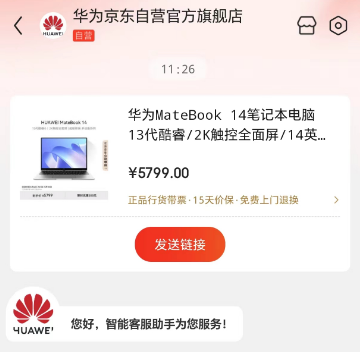 华为京东自营官方旗舰店
HUAWEI
自营
11:26
华为MateBook 14笔记本电脑
13代酷睿/2K触控全面屏/14英…
HUAWEI MateBook 14
¥5799.00
正品行货带票·15天价保·免费上门退换
发送链接
HUAWEI
您好，智能客服助手为您服务！